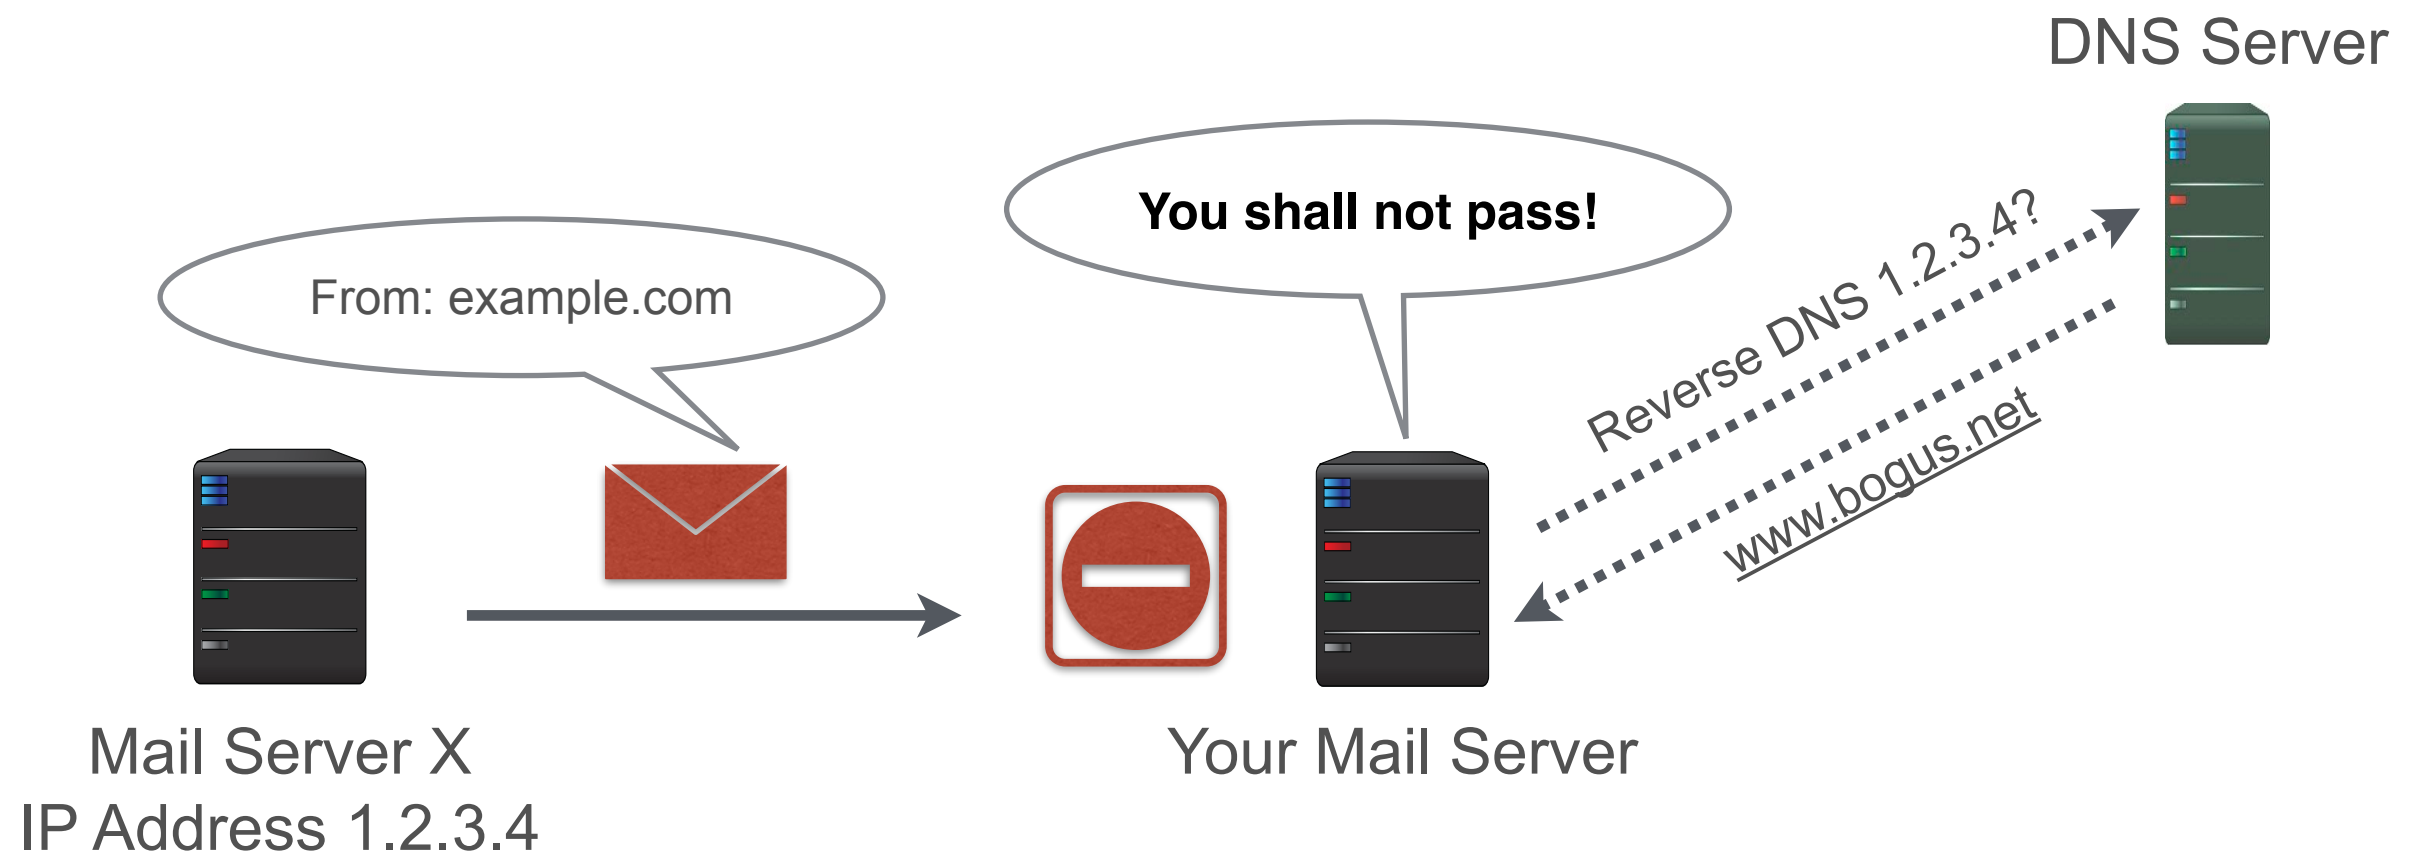 DNS Server
You shall not pass!
From: example.com
Reverse DNS 1.2.3.4?
www.bogus.net
Mail Server X
IP Address 1.2.3.4
Your Mail Server